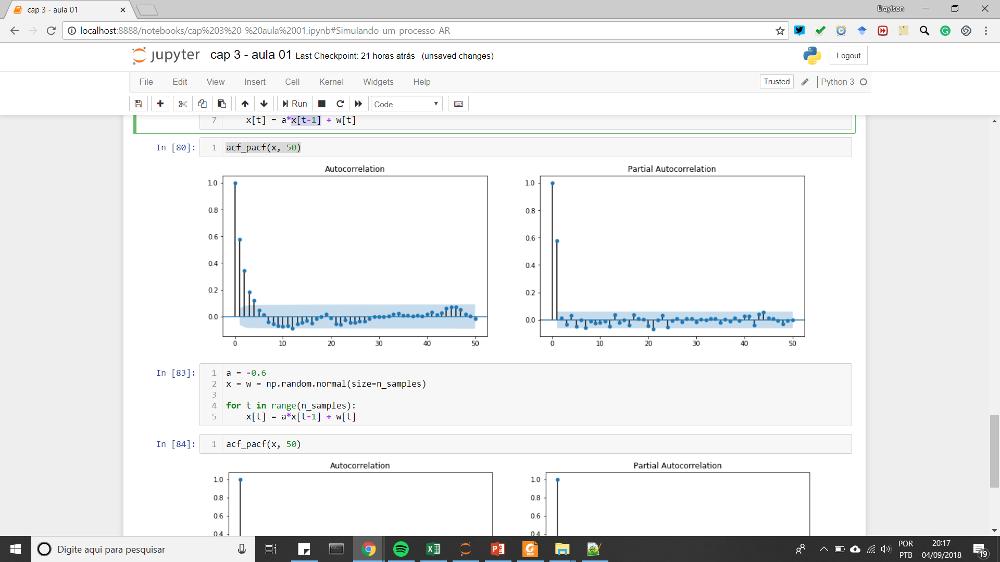 cap 3 - aula 01
Eraylson
localhost:8888/notebooks/cap%203%20-%20aula%2001.ipynb#Simulando-um-processo-AR
jupyter cap 3 - aula 01 Last Checkpoint: 21 horas atrás (unsaved changes)
Logout
File Edit View Insert Cell Kernel Widgets Help
Trusted Python 3
Run Code
7 x[t] = a*x[t-1] + w[t]
In [80]: 1 acf_pacf(x, 50)
Autocorrelation
1.0
0.8
0.6
0.4
0.2
0.0
0 10 20 30 40 50
Partial Autocorrelation
1.0
0.8
0.6
0.4
0.2
0.0
0 10 20 30 40 50
In [83]: 1 a = -0.6
2 x = w = np.random.normal(size=n_samples)
3
4 for t in range(n_samples):
5 x[t] = a*x[t-1] + w[t]
In [84]: 1 acf_pacf(x, 50)
Autocorrelation
1.0
0.8
0.6
0.4
Partial Autocorrelation
1.0
0.8
0.6
0.4
Digite aqui para pesquisar
POR
PTB
20:17
04/09/2018
19